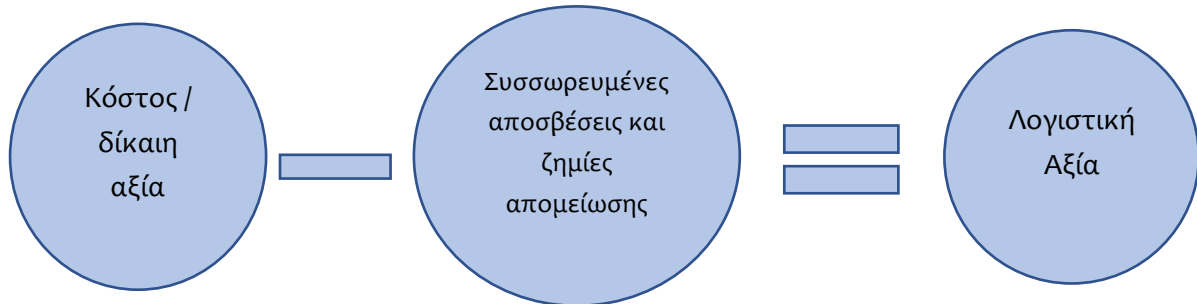 Κόστος /
δίκαιη
αξία
Συσσωρευμένες
αποσβέσεις και
ζημίες
απομείωσης
Λογιστική
Αξία